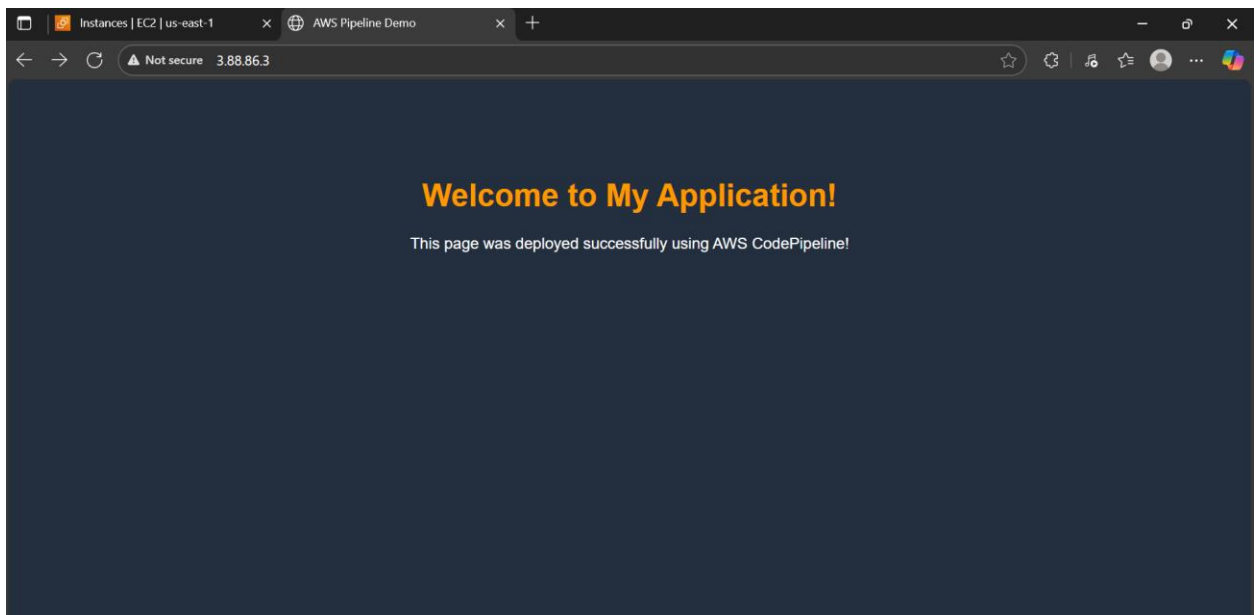 Instances | EC2 | us-east-1
AWS Pipeline Demo
Not secure 3.88.86.3
Welcome to My Application!
This page was deployed successfully using AWS CodePipeline!